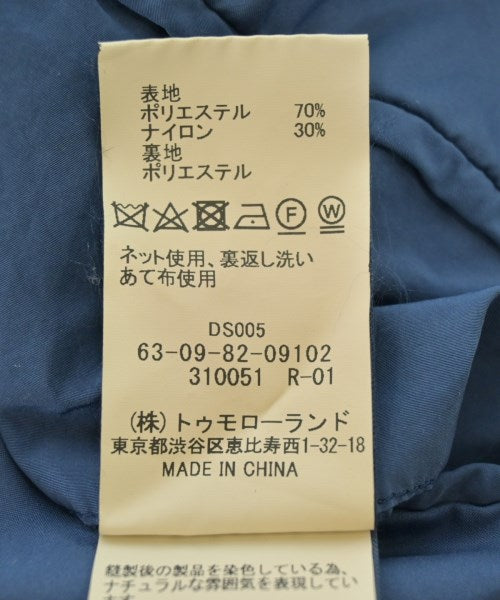 表地
ポリエステル 70%
ナイロン 30%
裏地
ポリエステル
F W
ネット使用、裏返し洗い
あて布使用
DS005
63-09-82-09102
310051 R-01
(株)トゥモローランド
東京都渋谷区恵比寿西1-32-18
MADE IN CHINA
縫製後の製品を染色している為、
ナチュラルな雰囲気を表現してい